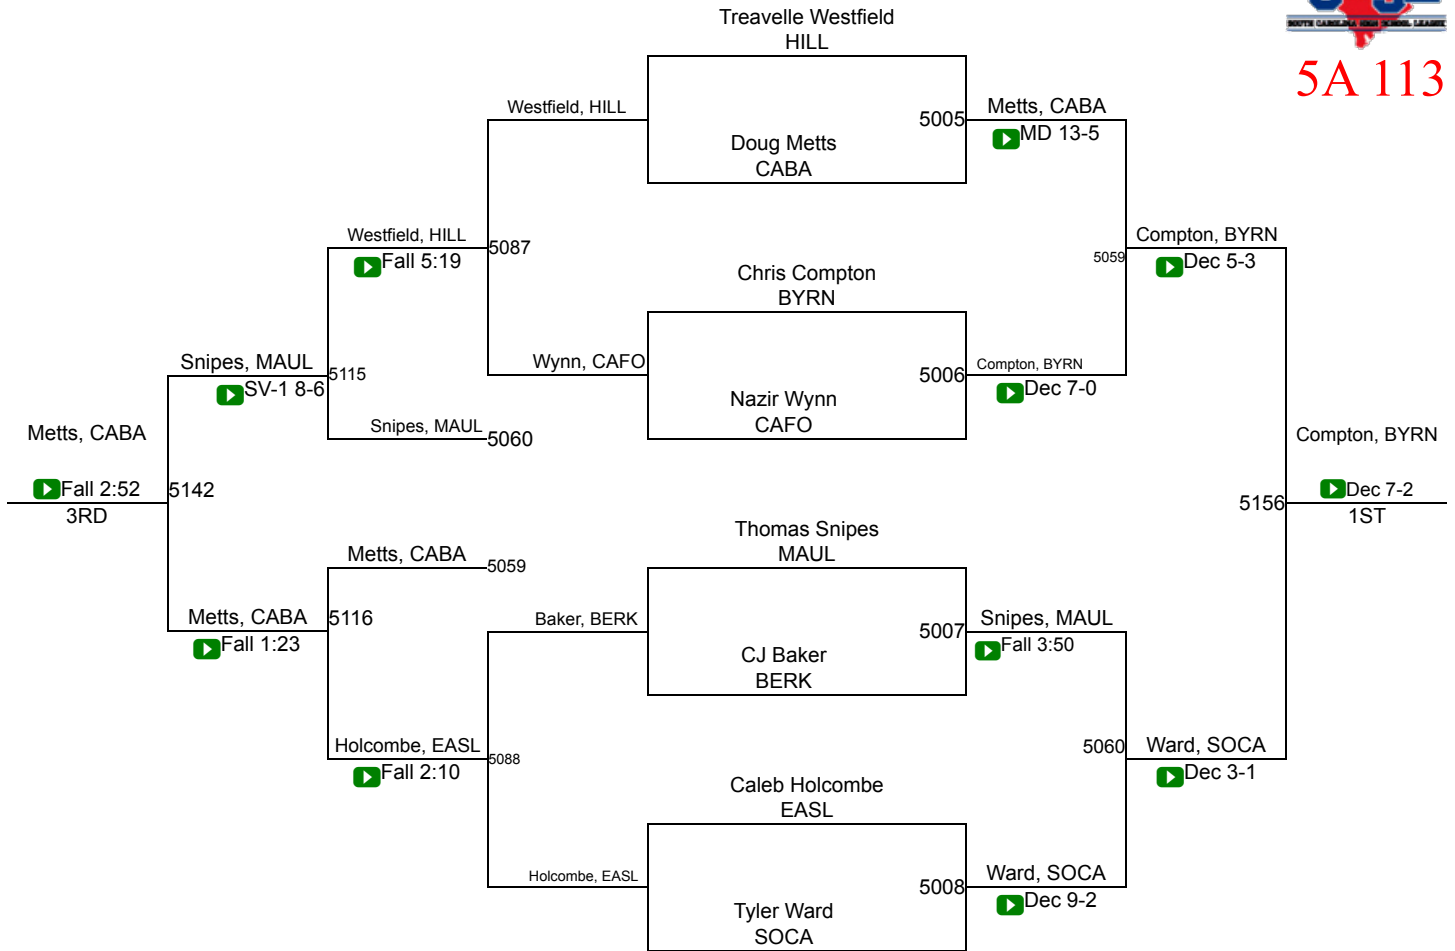 Treavelle Westfield
HILL
SOUTH CAROLINA HIGH SCHOOL LEAGUE
5A 113
Westfield, HILL
5005
Metts, CABA
MD 13-5
Doug Metts
CABA
Westfield, HILL
5087
Fall 5:19
5059
Compton, BYRN
Dec 5-3
Chris Compton
BYRN
Snipes, MAUL
5115
SV-1 8-6
Wynn, CAFO
5006
Compton, BYRN
Dec 7-0
Nazir Wynn
CAFO
Snipes, MAUL
5060
Metts, CABA
Fall 2:52
5142
3RD
Compton, BYRN
5156
Dec 7-2
1ST
Thomas Snipes
MAUL
Metts, CABA
5059
Metts, CABA
5116
Fall 1:23
Baker, BERK
5007
Snipes, MAUL
Fall 3:50
CJ Baker
BERK
Holcombe, EASL
5088
Fall 2:10
5060
Ward, SOCA
Dec 3-1
Caleb Holcombe
EASL
Holcombe, EASL
5008
Ward, SOCA
Dec 9-2
Tyler Ward
SOCA